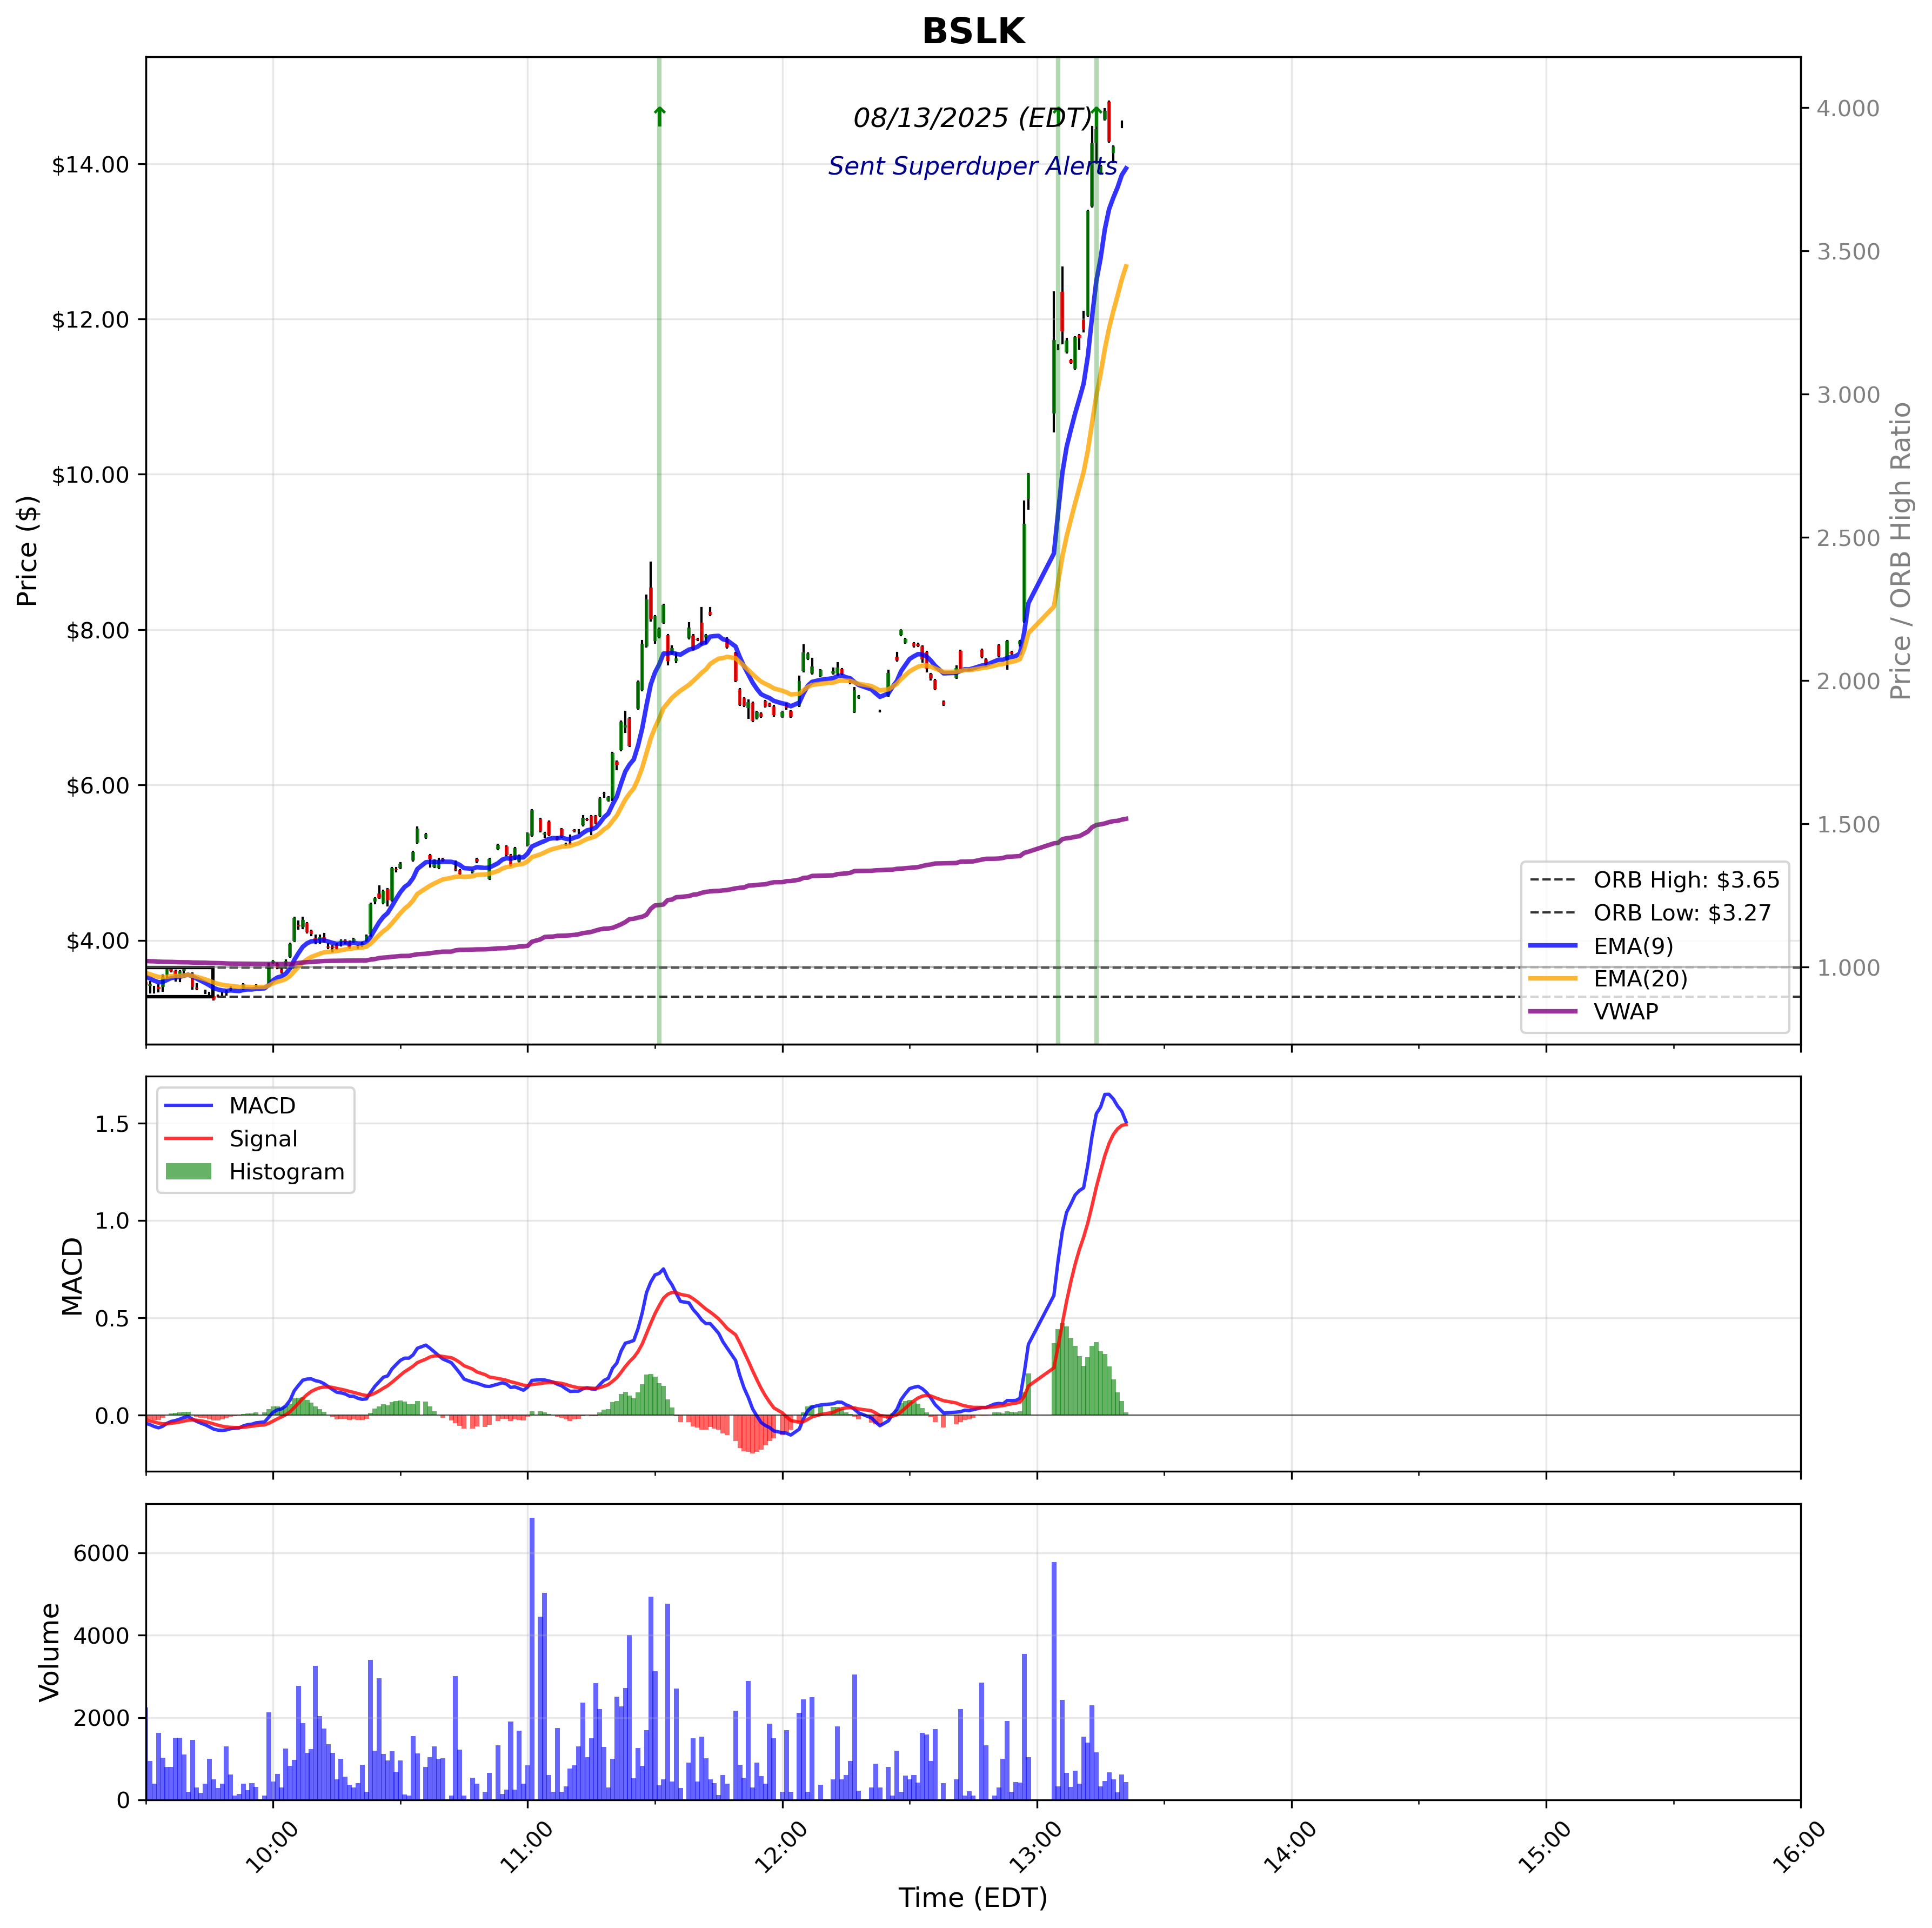 BSLK
08/13/2025 (EDT)
Sent Superduper Alerts
Price ($)
$14.00
$12.00
$10.00
$8.00
$6.00
$4.00
4.000
3.500
3.000
2.500
2.000
1.500
1.000
Price / ORB High Ratio
ORB High: $3.65
ORB Low: $3.27
EMA(9)
EMA(20)
VWAP
MACD
Signal
Histogram
MACD
1.5
1.0
0.5
0.0
Volume
6000
4000
2000
0
10:00
11:00
12:00
13:00
14:00
15:00
16:00
Time (EDT)